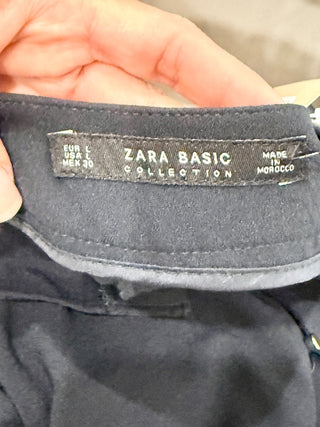 EUR L
USA L
MEX 30
ZARA BASIC
COLLECTION
MADE
IN
MOROCCO